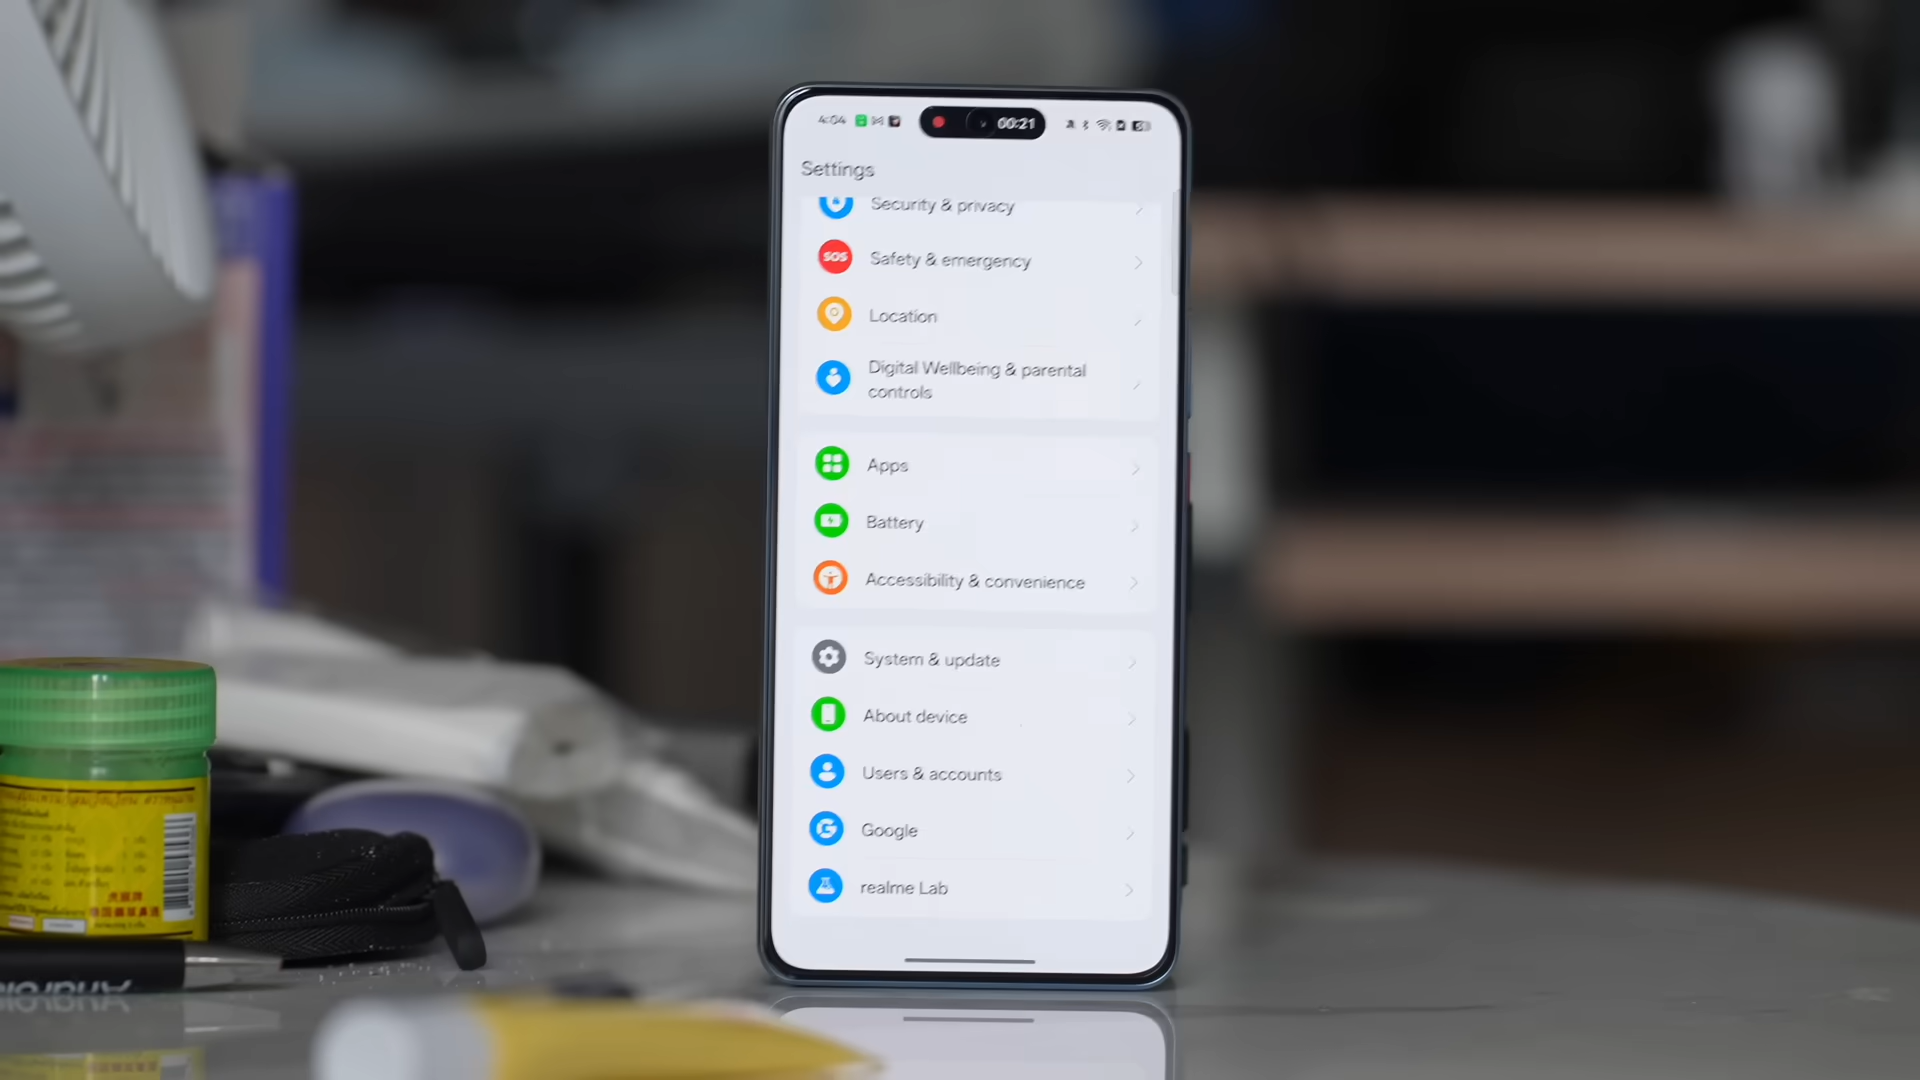 4:04
00:21
Settings
Security & privacy
SOS
Safety & emergency
Location
Digital Wellbeing & parental
controls
Apps
Battery
Accessibility & convenience
System & update
About device
Users & accounts
Google
realme Lab